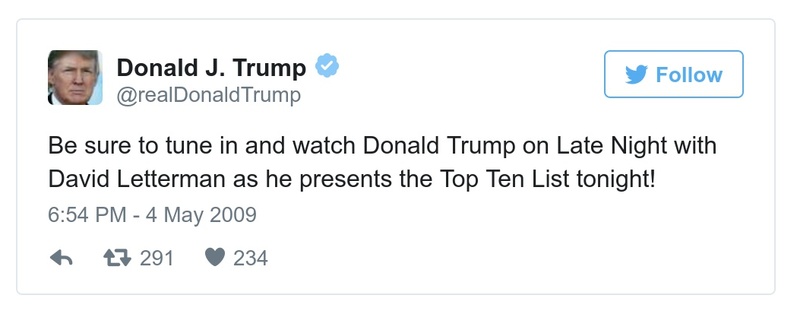 Donald J. Trump
@realDonaldTrump
Follow
Be sure to tune in and watch Donald Trump on Late Night with
David Letterman as he presents the Top Ten List tonight!
6:54 PM - 4 May 2009
291 234